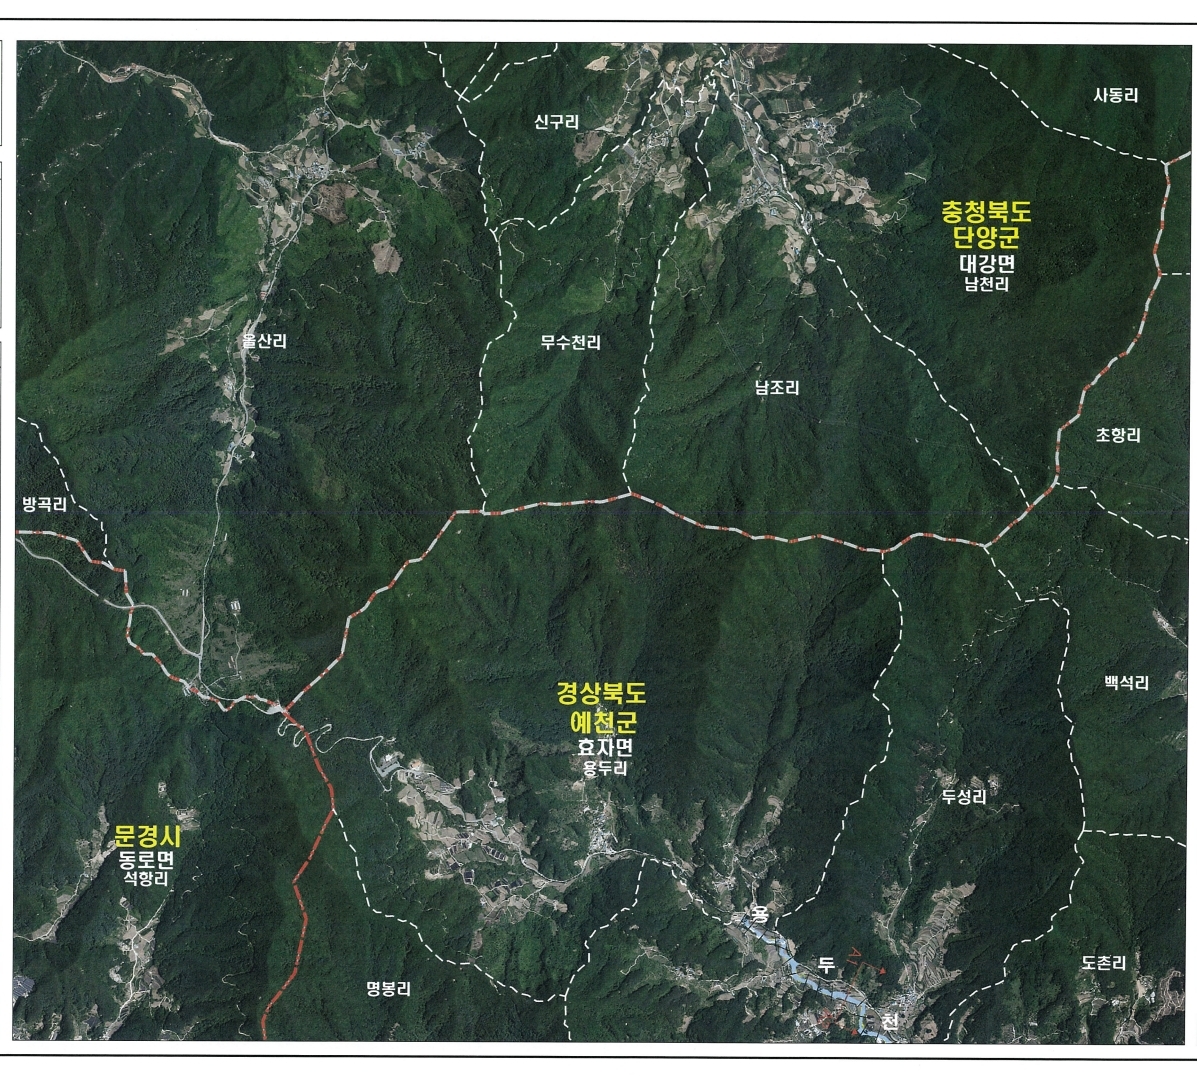 사동리
신구리
충청북도
단양군
대강면
남천리
올산리
무수천리
남조리
초항리
방곡리
경상북도
예천군
효자면
용두리
백석리
두성리
문경시
동로면
석항리
용
두
천
도촌리
명봉리